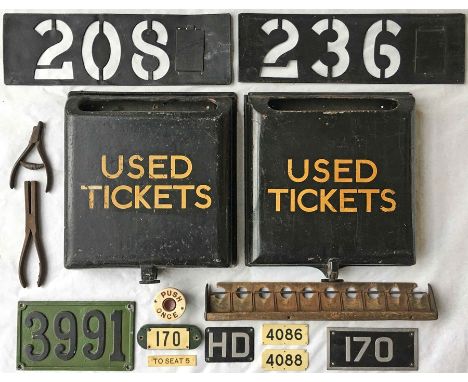 208
236
USED
TICKETS
USED
TICKETS
PUSH
ONCE
3991
170
TO SEAT 5
HD
4086
4088
170